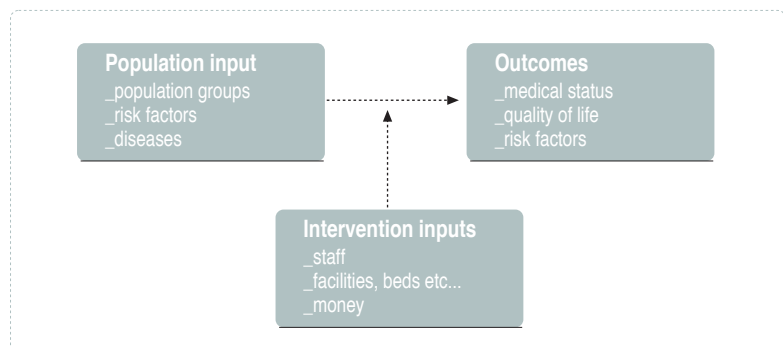 Population input
_population groups
_risk factors
_diseases
Outcomes
_medical status
_quality of life
_risk factors
Intervention inputs
_staff
_facilities, beds etc...
_money